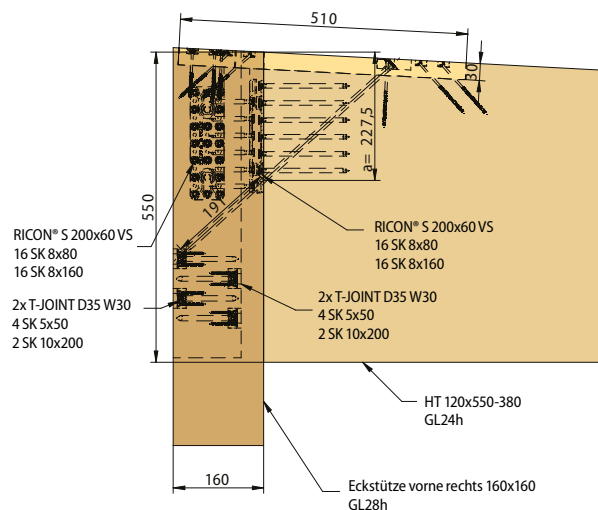 510
30
a= 227,5
550
RICON® S 200x60 VS
16 SK 8x80
16 SK 8x160
RICON® S 200x60 VS
16 SK 8x80
16 SK 8x160
2x T-JOINT D35 W30
4 SK 5x50
2 SK 10x200
2x T-JOINT D35 W30
4 SK 5x50
2 SK 10x200
HT 120x550-380
GL24h
160
Eckstütze vorne rechts 160x160
GL28h